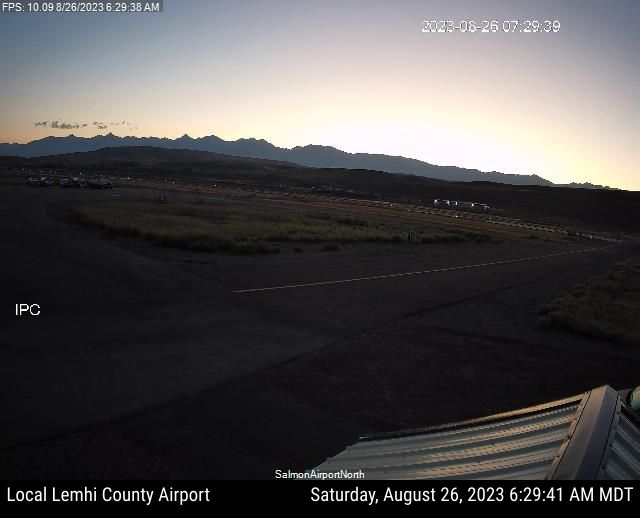 FPS: 10.09 8/26/2023 6:29:38 AM
2023-08-26 07:29:39
IPC
SalmonAirportNorth
Local Lemhi County Airport Saturday, August 26, 2023 6:29:41 AM MDT